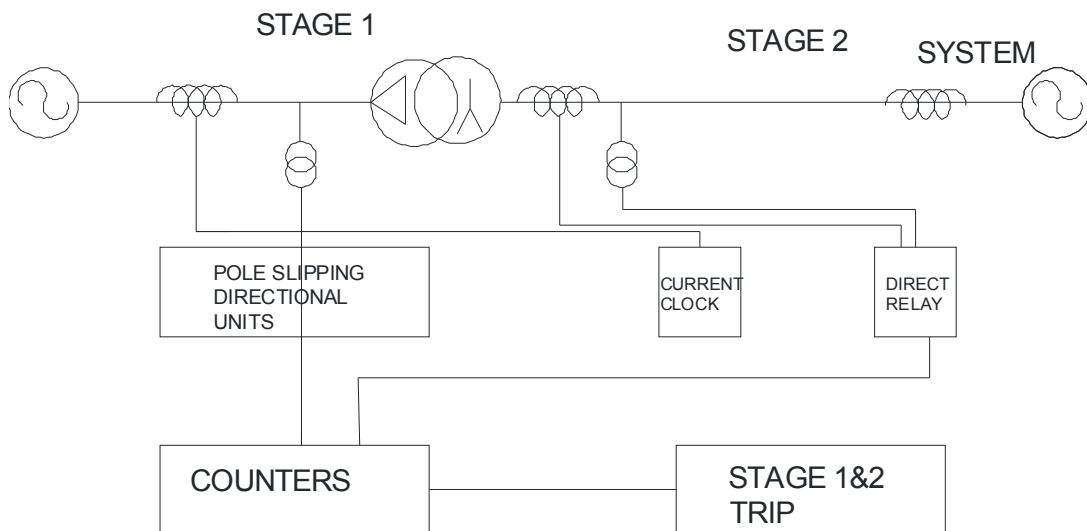 STAGE 1
STAGE 2
SYSTEM
POLE SLIPPING
DIRECTIONAL
UNITS
CURRENT
CLOCK
DIRECT
RELAY
COUNTERS
STAGE 1&2
TRIP